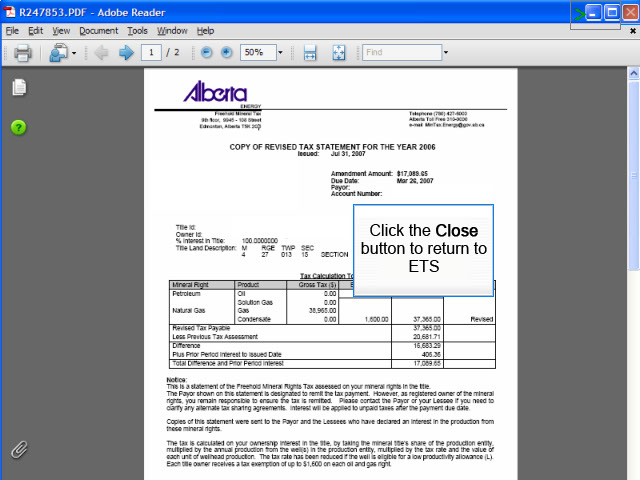 R247853.PDF - Adobe Reader
File Edit View Document Tools Window Help
1 / 2 50% Find
Alberta
ENERGY
Freehold Mineral Tax
9th floor, 9945 - 108 Street
Edmonton, Alberta T5K 2G6
Telephone (780) 427-8003
Alberta Toll Free 310-0000
e-mail MinTax.Energy@gov.ab.ca
COPY OF REVISED TAX STATEMENT FOR THE YEAR 2006
Issued: Jul 31, 2007
Amendment Amount: $17,089.65
Due Date: Mar 26, 2007
Payor:
Account Number:
Click the Close
button to return to
ETS
Title Id:
Owner Id:
% Interest in Title: 100.0000000
Title Land Description: M RGE TWP SEC
4 27 013 15 SECTION
Tax Calculation To
Mineral Right Product Gross Tax ($)
Petroleum Oil 0.00
Solution Gas 0.00
Natural Gas Gas 38,965.00
Condensate 0.00 1,600.00 37,365.00 Revised
Revised Tax Payable 37,365.00
Less Previous Tax Assessment 20,681.71
Difference 16,683.29
Plus Prior Period Interest to Issued Date 406.36
Total Difference and Prior Period Interest 17,089.65
Notice:
This is a statement of the Freehold Mineral Rights Tax assessed on your mineral rights in the title.
The Payor shown on this statement is designated to remit the tax payment. However, as registered owner of the mineral
rights, you remain responsible to ensure the tax is remitted. Please contact the Payor or your Lessee if you need to
clarify any alternate tax sharing agreements. Interest will be applied to unpaid taxes after the payment due date.
Copies of this statement were sent to the Payor and the Lessees who have declared an interest in the production from
these mineral rights.
The tax is calculated on your ownership interest in the title, by taking the mineral title's share of the production entity,
multiplied by the annual production from the well(s) in the production entity, multiplied by the tax rate and the value of
each unit of wellhead production. The tax rate has been reduced if the well is eligible for a low productivity allowance (L).
Each title owner receives a tax exemption of up to $1,600 on each oil and gas right.